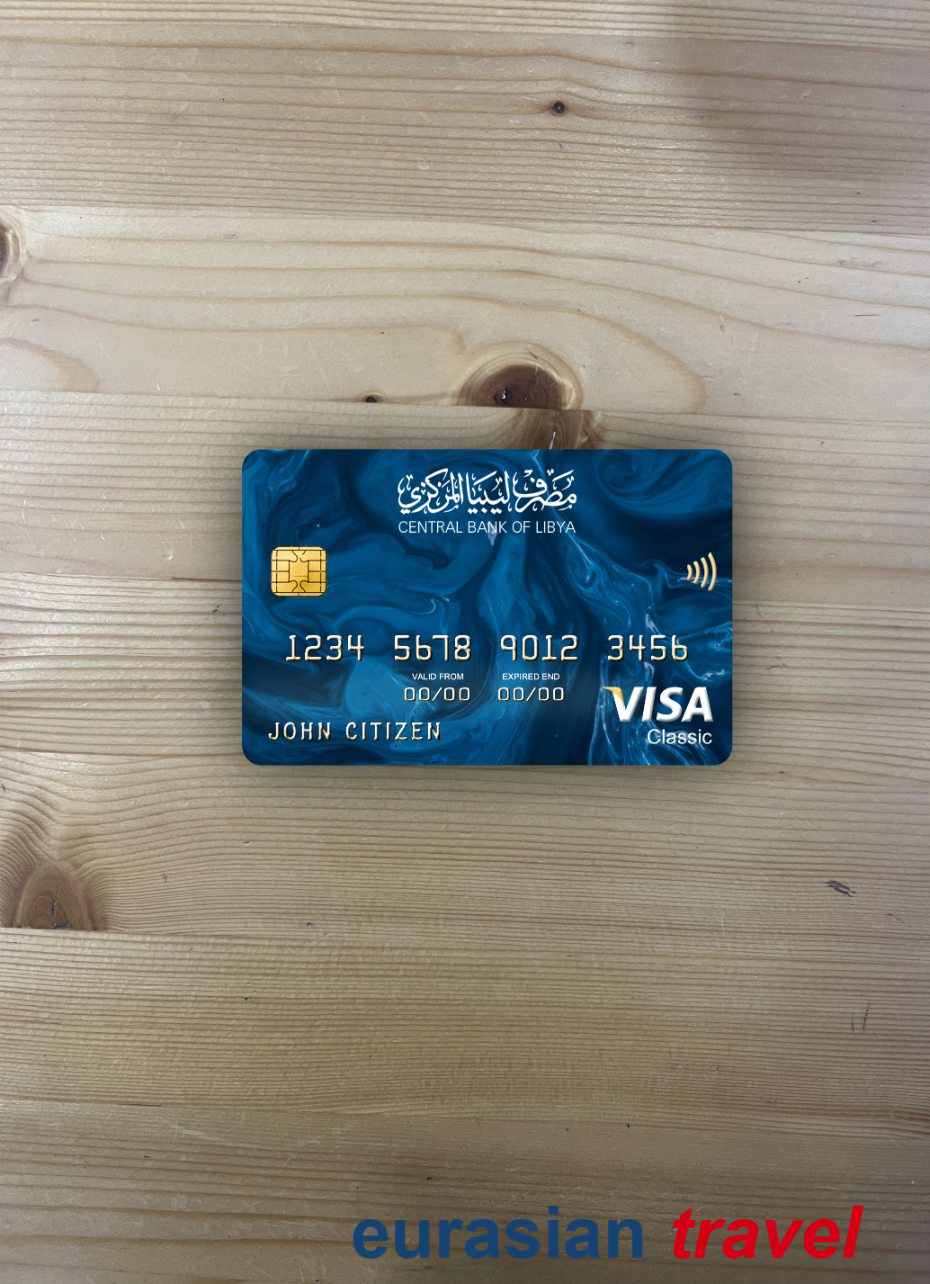 مصرف ليبيا المركزي
CENTRAL BANK OF LIBYA
1234 5678 9012 3456
VALID FROM EXPIRED END
00/00 00/00
VISA
JOHN CITIZEN
Classic
eurasian travel